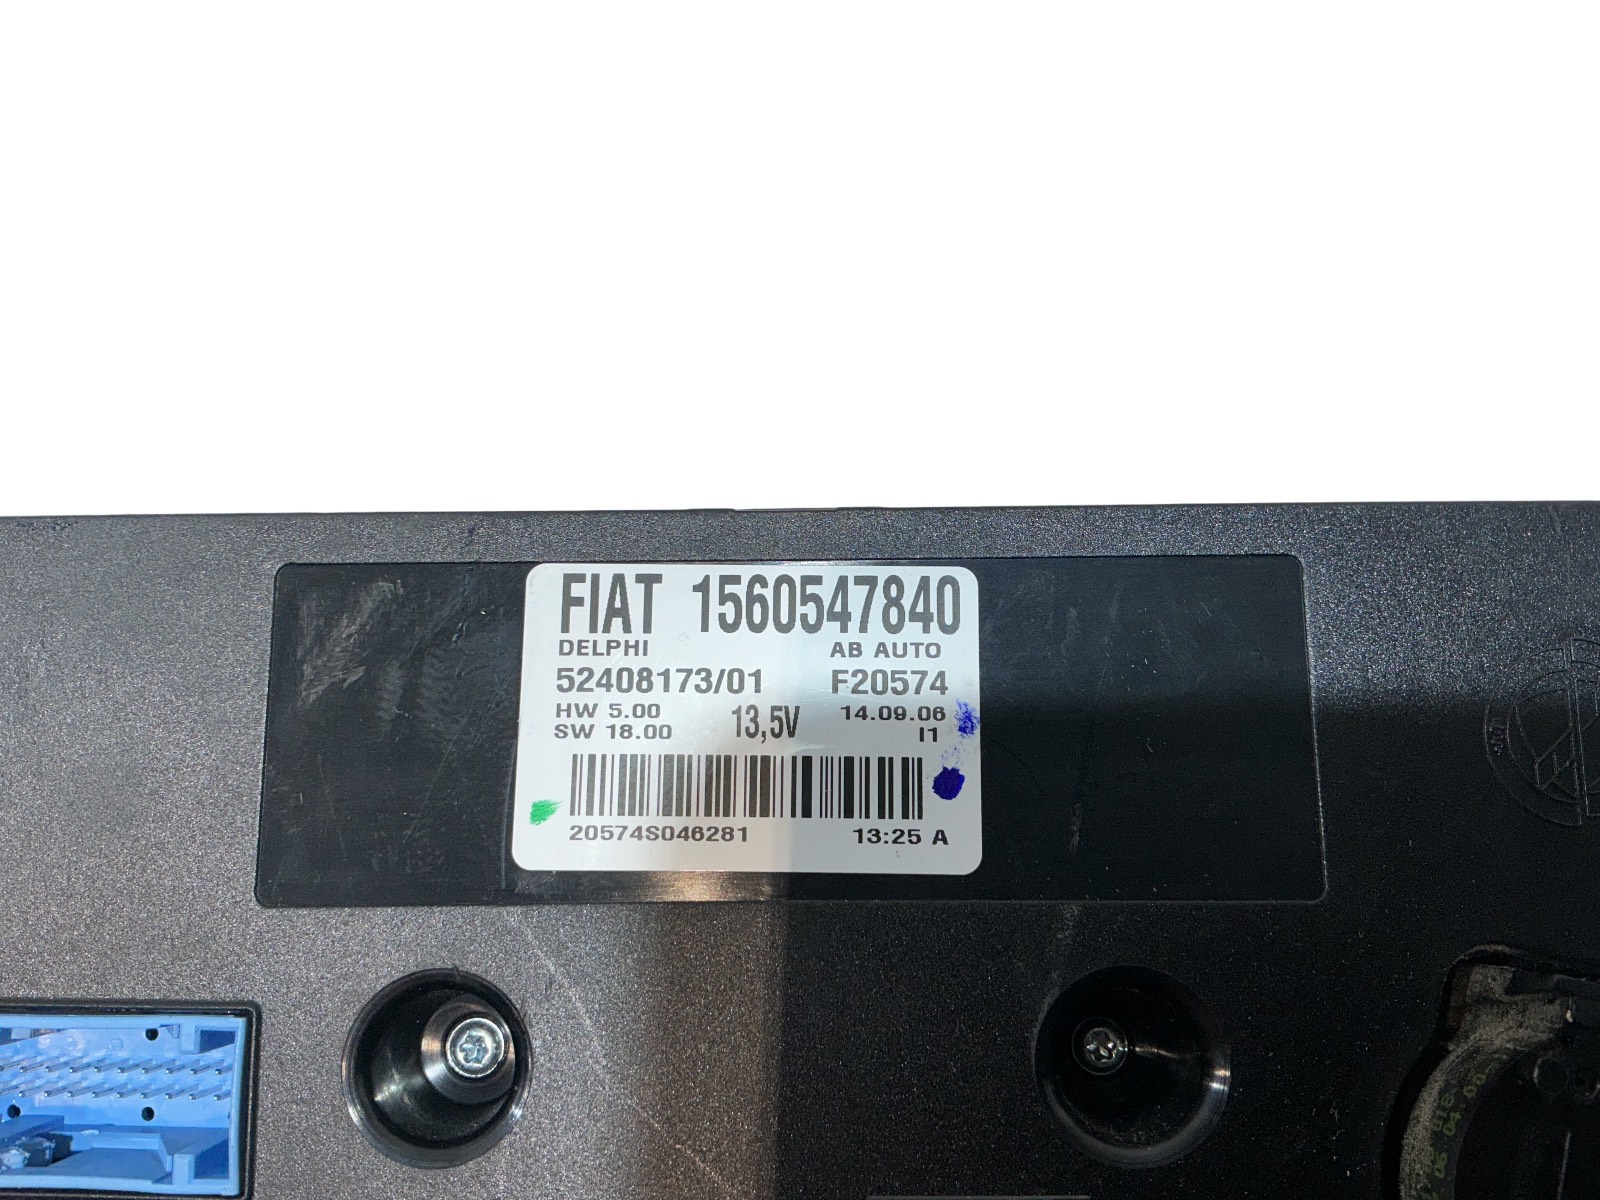 FIAT 1560547840
DELPHI AB AUTO
52408173/01 F20574
HW 5.00 13,5V 14.09.06
SW 18.00 I1
20574S046281 13:25 A